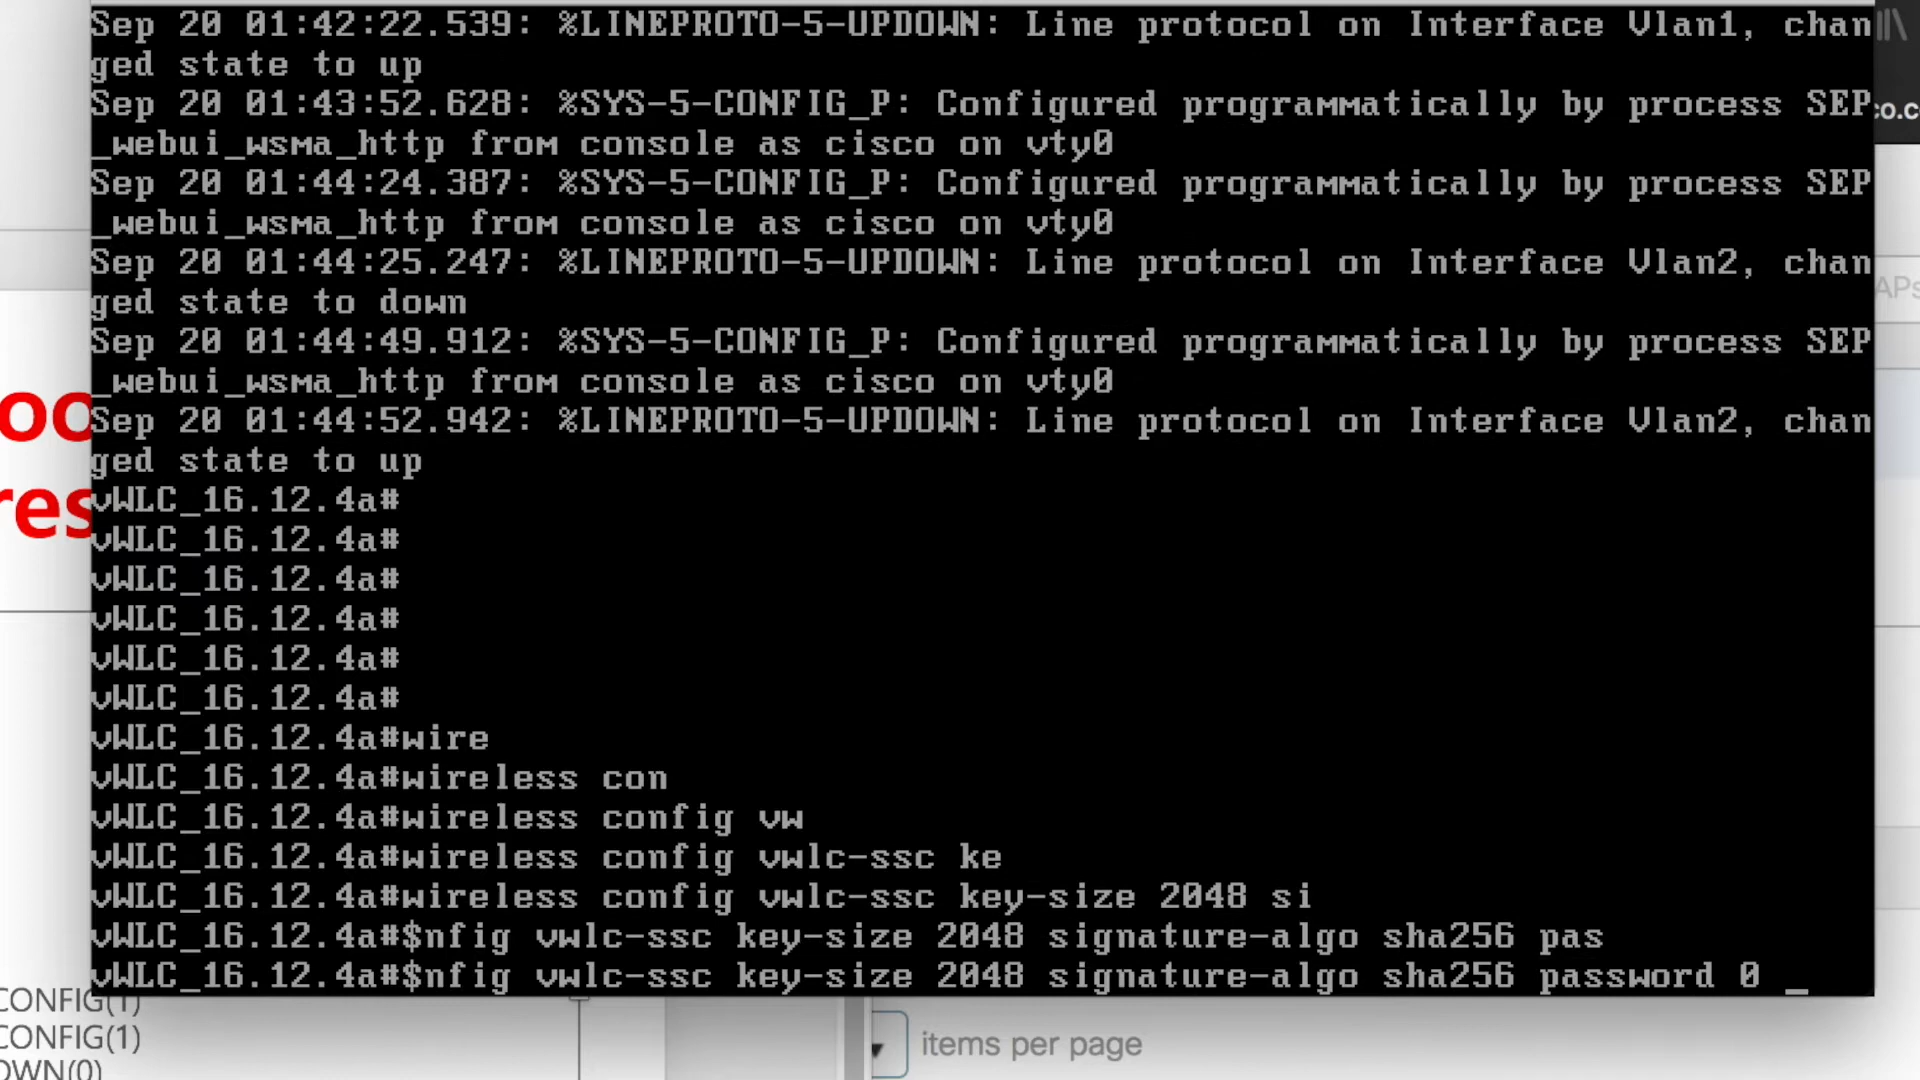 Sep 20 01:42:22.539: %LINEPROTO-5-UPDOWN: Line protocol on Interface Vlan1, chan
ged state to up
Sep 20 01:43:52.628: %SYS-5-CONFIG_P: Configured programmatically by process SEP
_webui_wsma_http from console as cisco on vty0
Sep 20 01:44:24.387: %SYS-5-CONFIG_P: Configured programmatically by process SEP
_webui_wsma_http from console as cisco on vty0
Sep 20 01:44:25.247: %LINEPROTO-5-UPDOWN: Line protocol on Interface Vlan2, chan
ged state to down
Sep 20 01:44:49.912: %SYS-5-CONFIG_P: Configured programmatically by process SEP
_webui_wsma_http from console as cisco on vty0
Sep 20 01:44:52.942: %LINEPROTO-5-UPDOWN: Line protocol on Interface Vlan2, chan
ged state to up
vWLC_16.12.4a#
vWLC_16.12.4a#
vWLC_16.12.4a#
vWLC_16.12.4a#
vWLC_16.12.4a#
vWLC_16.12.4a#
vWLC_16.12.4a#wire
vWLC_16.12.4a#wireless con
vWLC_16.12.4a#wireless config vw
vWLC_16.12.4a#wireless config vwlc-ssc ke
vWLC_16.12.4a#wireless config vwlc-ssc key-size 2048 si
vWLC_16.12.4a#$nfig vwlc-ssc key-size 2048 signature-algo sha256 pas
vWLC_16.12.4a#$nfig vwlc-ssc key-size 2048 signature-algo sha256 password 0 _
co.c
APs
oo
res
CONFIG(1)
CONFIG(1)
OWN(0)
items per page